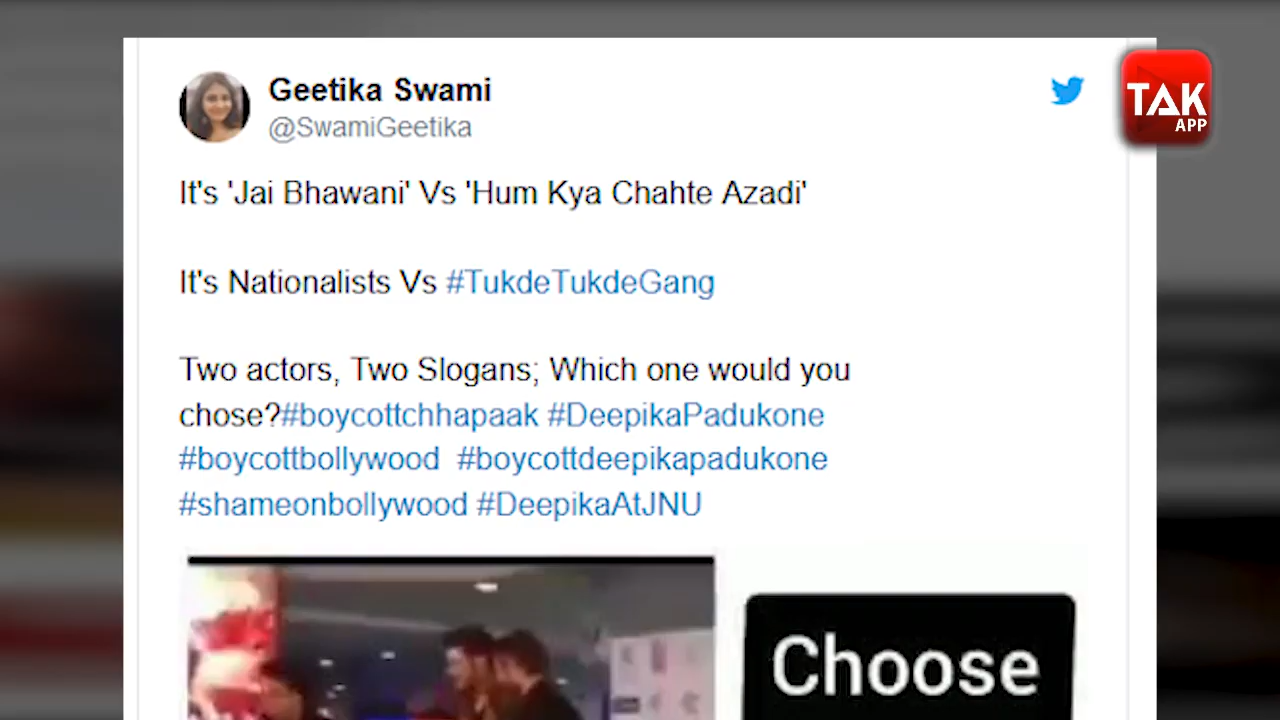 Geetika Swami
@SwamiGeetika
TAK
APP
It's 'Jai Bhawani' Vs 'Hum Kya Chahte Azadi'
It's Nationalists Vs #TukdeTukdeGang
Two actors, Two Slogans; Which one would you
chose?#boycottchhapaak #DeepikaPadukone
#boycottbollywood #boycottdeepikapadukone
#shameonbollywood #DeepikaAtJNU
Choose